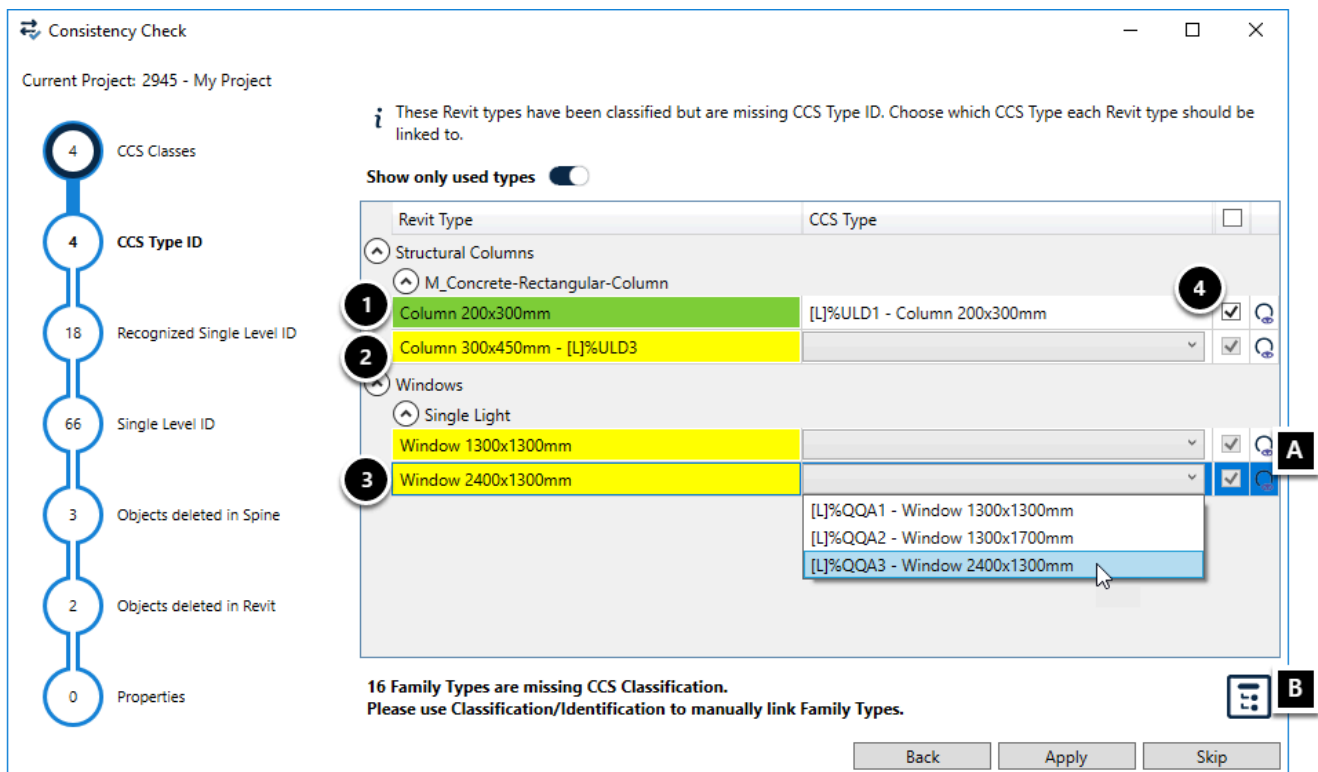 Consistency Check
Current Project: 2945 - My Project
4 CCS Classes
4 CCS Type ID
18 Recognized Single Level ID
66 Single Level ID
3 Objects deleted in Spine
2 Objects deleted in Revit
0 Properties
i These Revit types have been classified but are missing CCS Type ID. Choose which CCS Type each Revit type should be
linked to.
Show only used types
Revit Type CCS Type
Structural Columns
M_Concrete-Rectangular-Column
1 Column 200x300mm [L]%ULD1 - Column 200x300mm 4
2 Column 300x450mm - [L]%ULD3
Windows
Single Light
Window 1300x1300mm A
3 Window 2400x1300mm
[L]%QQA1 - Window 1300x1300mm
[L]%QQA2 - Window 1300x1700mm
[L]%QQA3 - Window 2400x1300mm
16 Family Types are missing CCS Classification.
Please use Classification/Identification to manually link Family Types.
B
Back Apply Skip